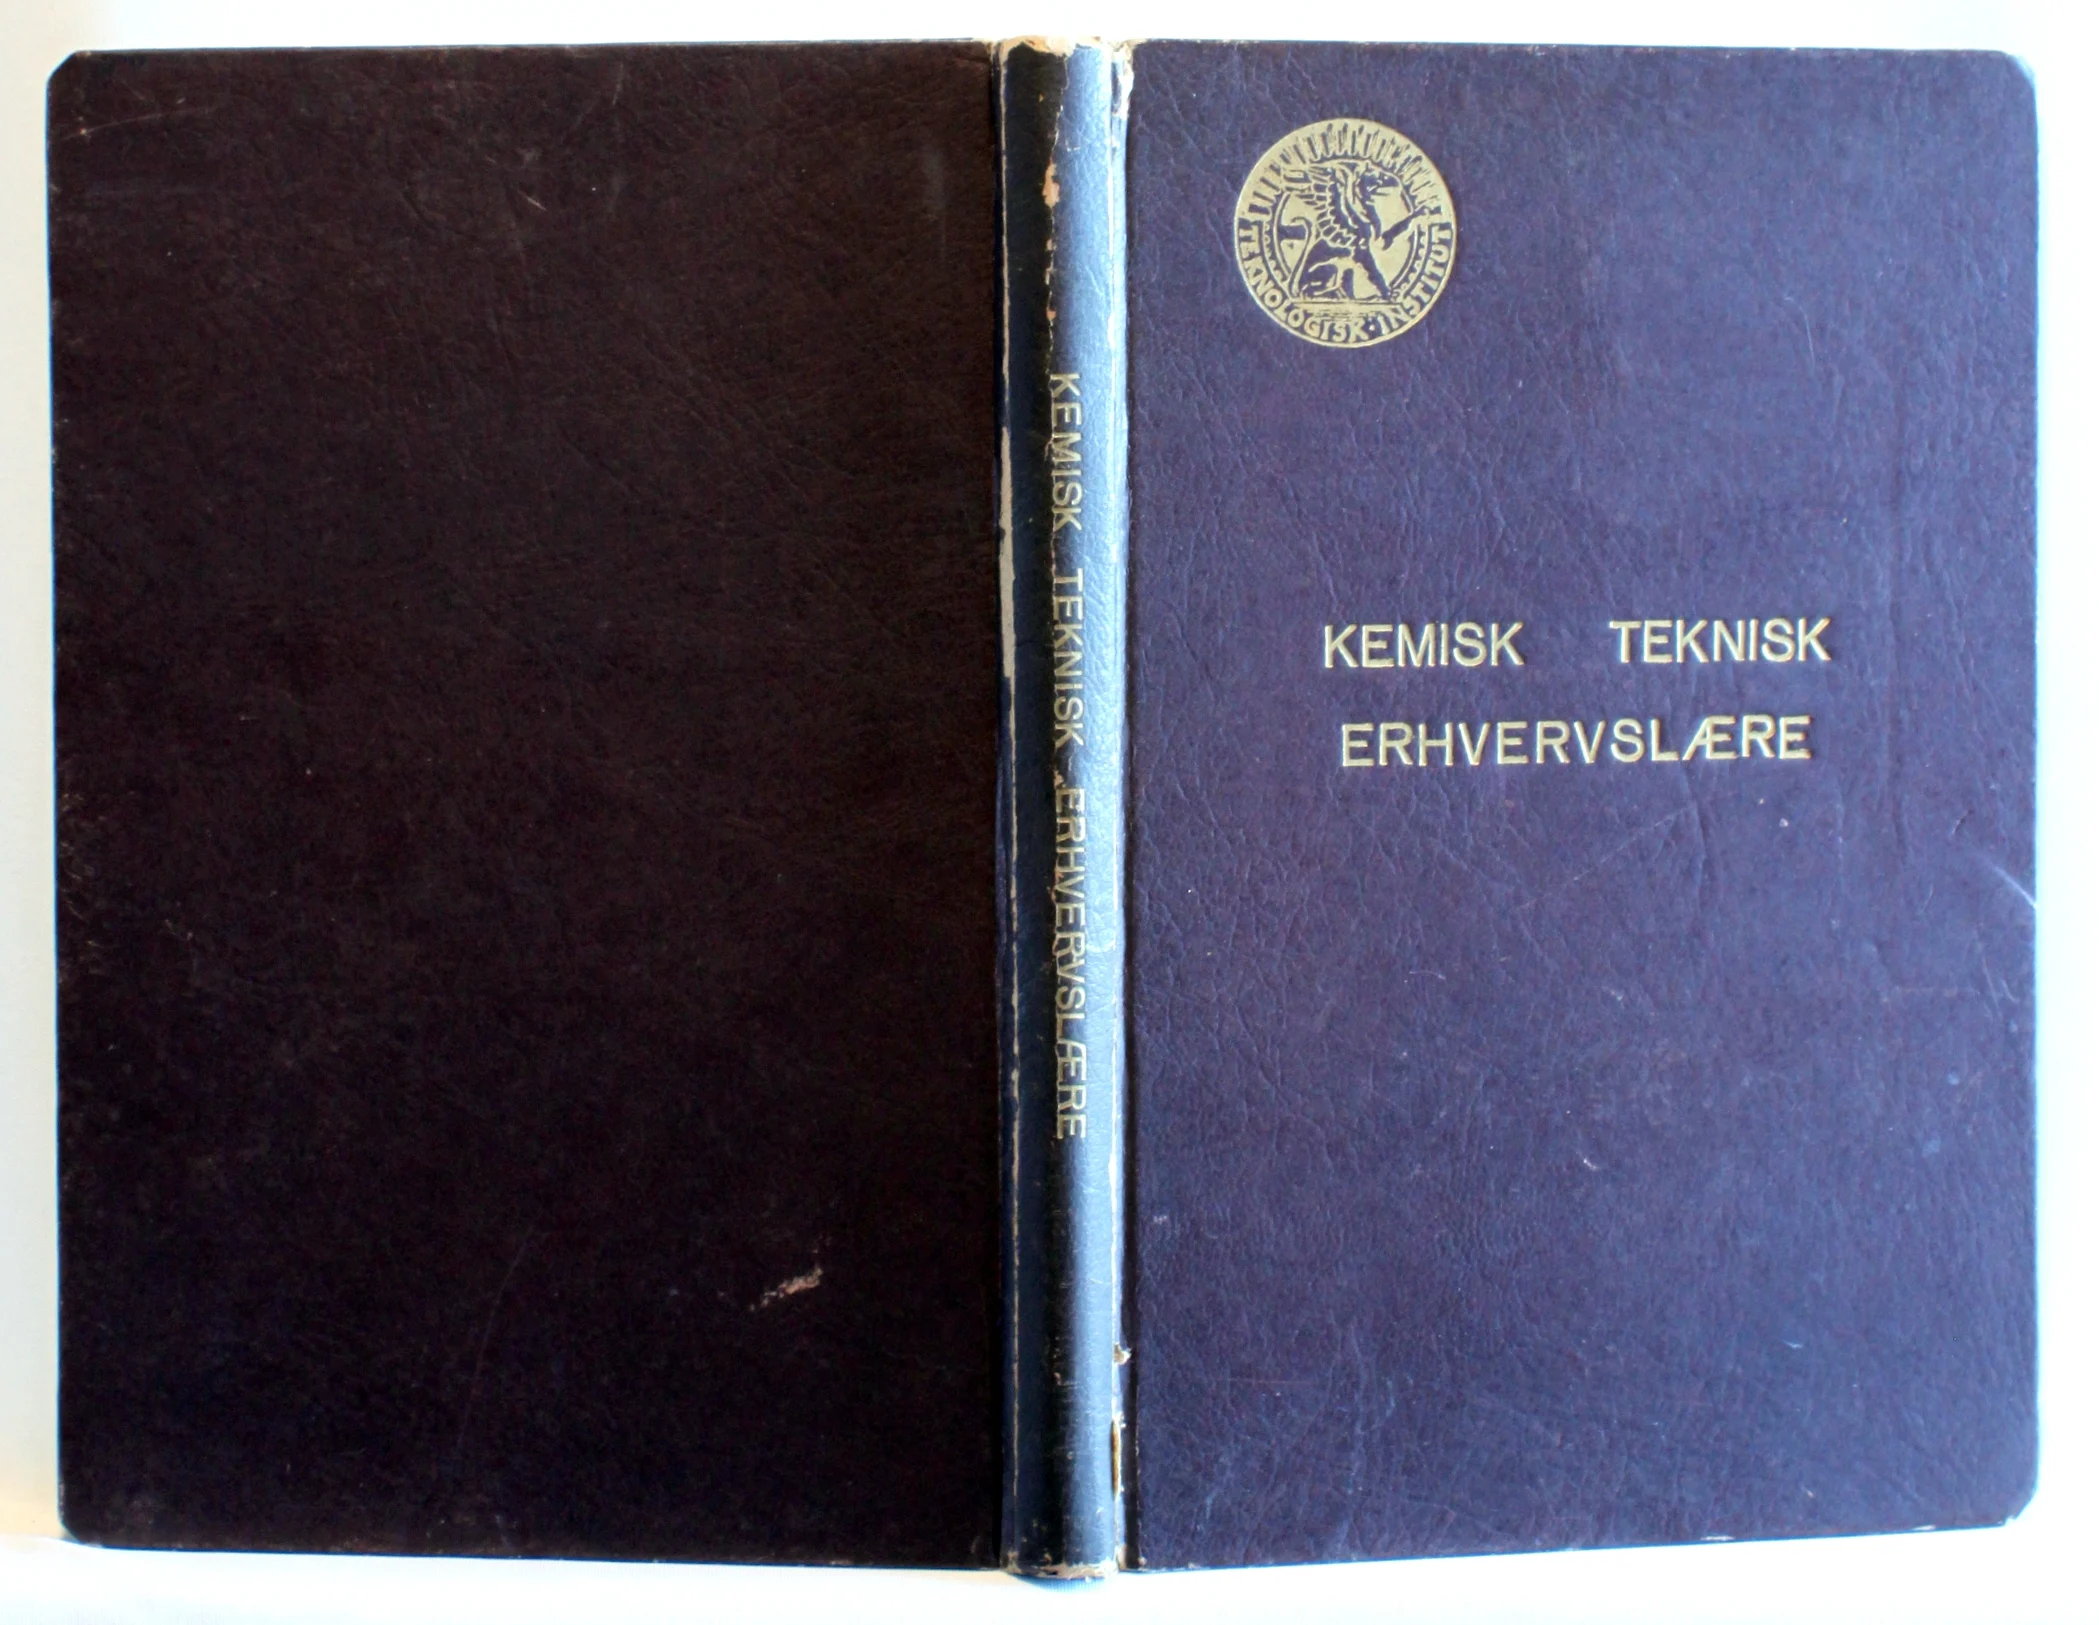 KEMISK TEKNISK ERHVERVSLÆRE
TEKNOLOGISK · INSTITUT
KEMISK TEKNISK
ERHVERVSLÆRE